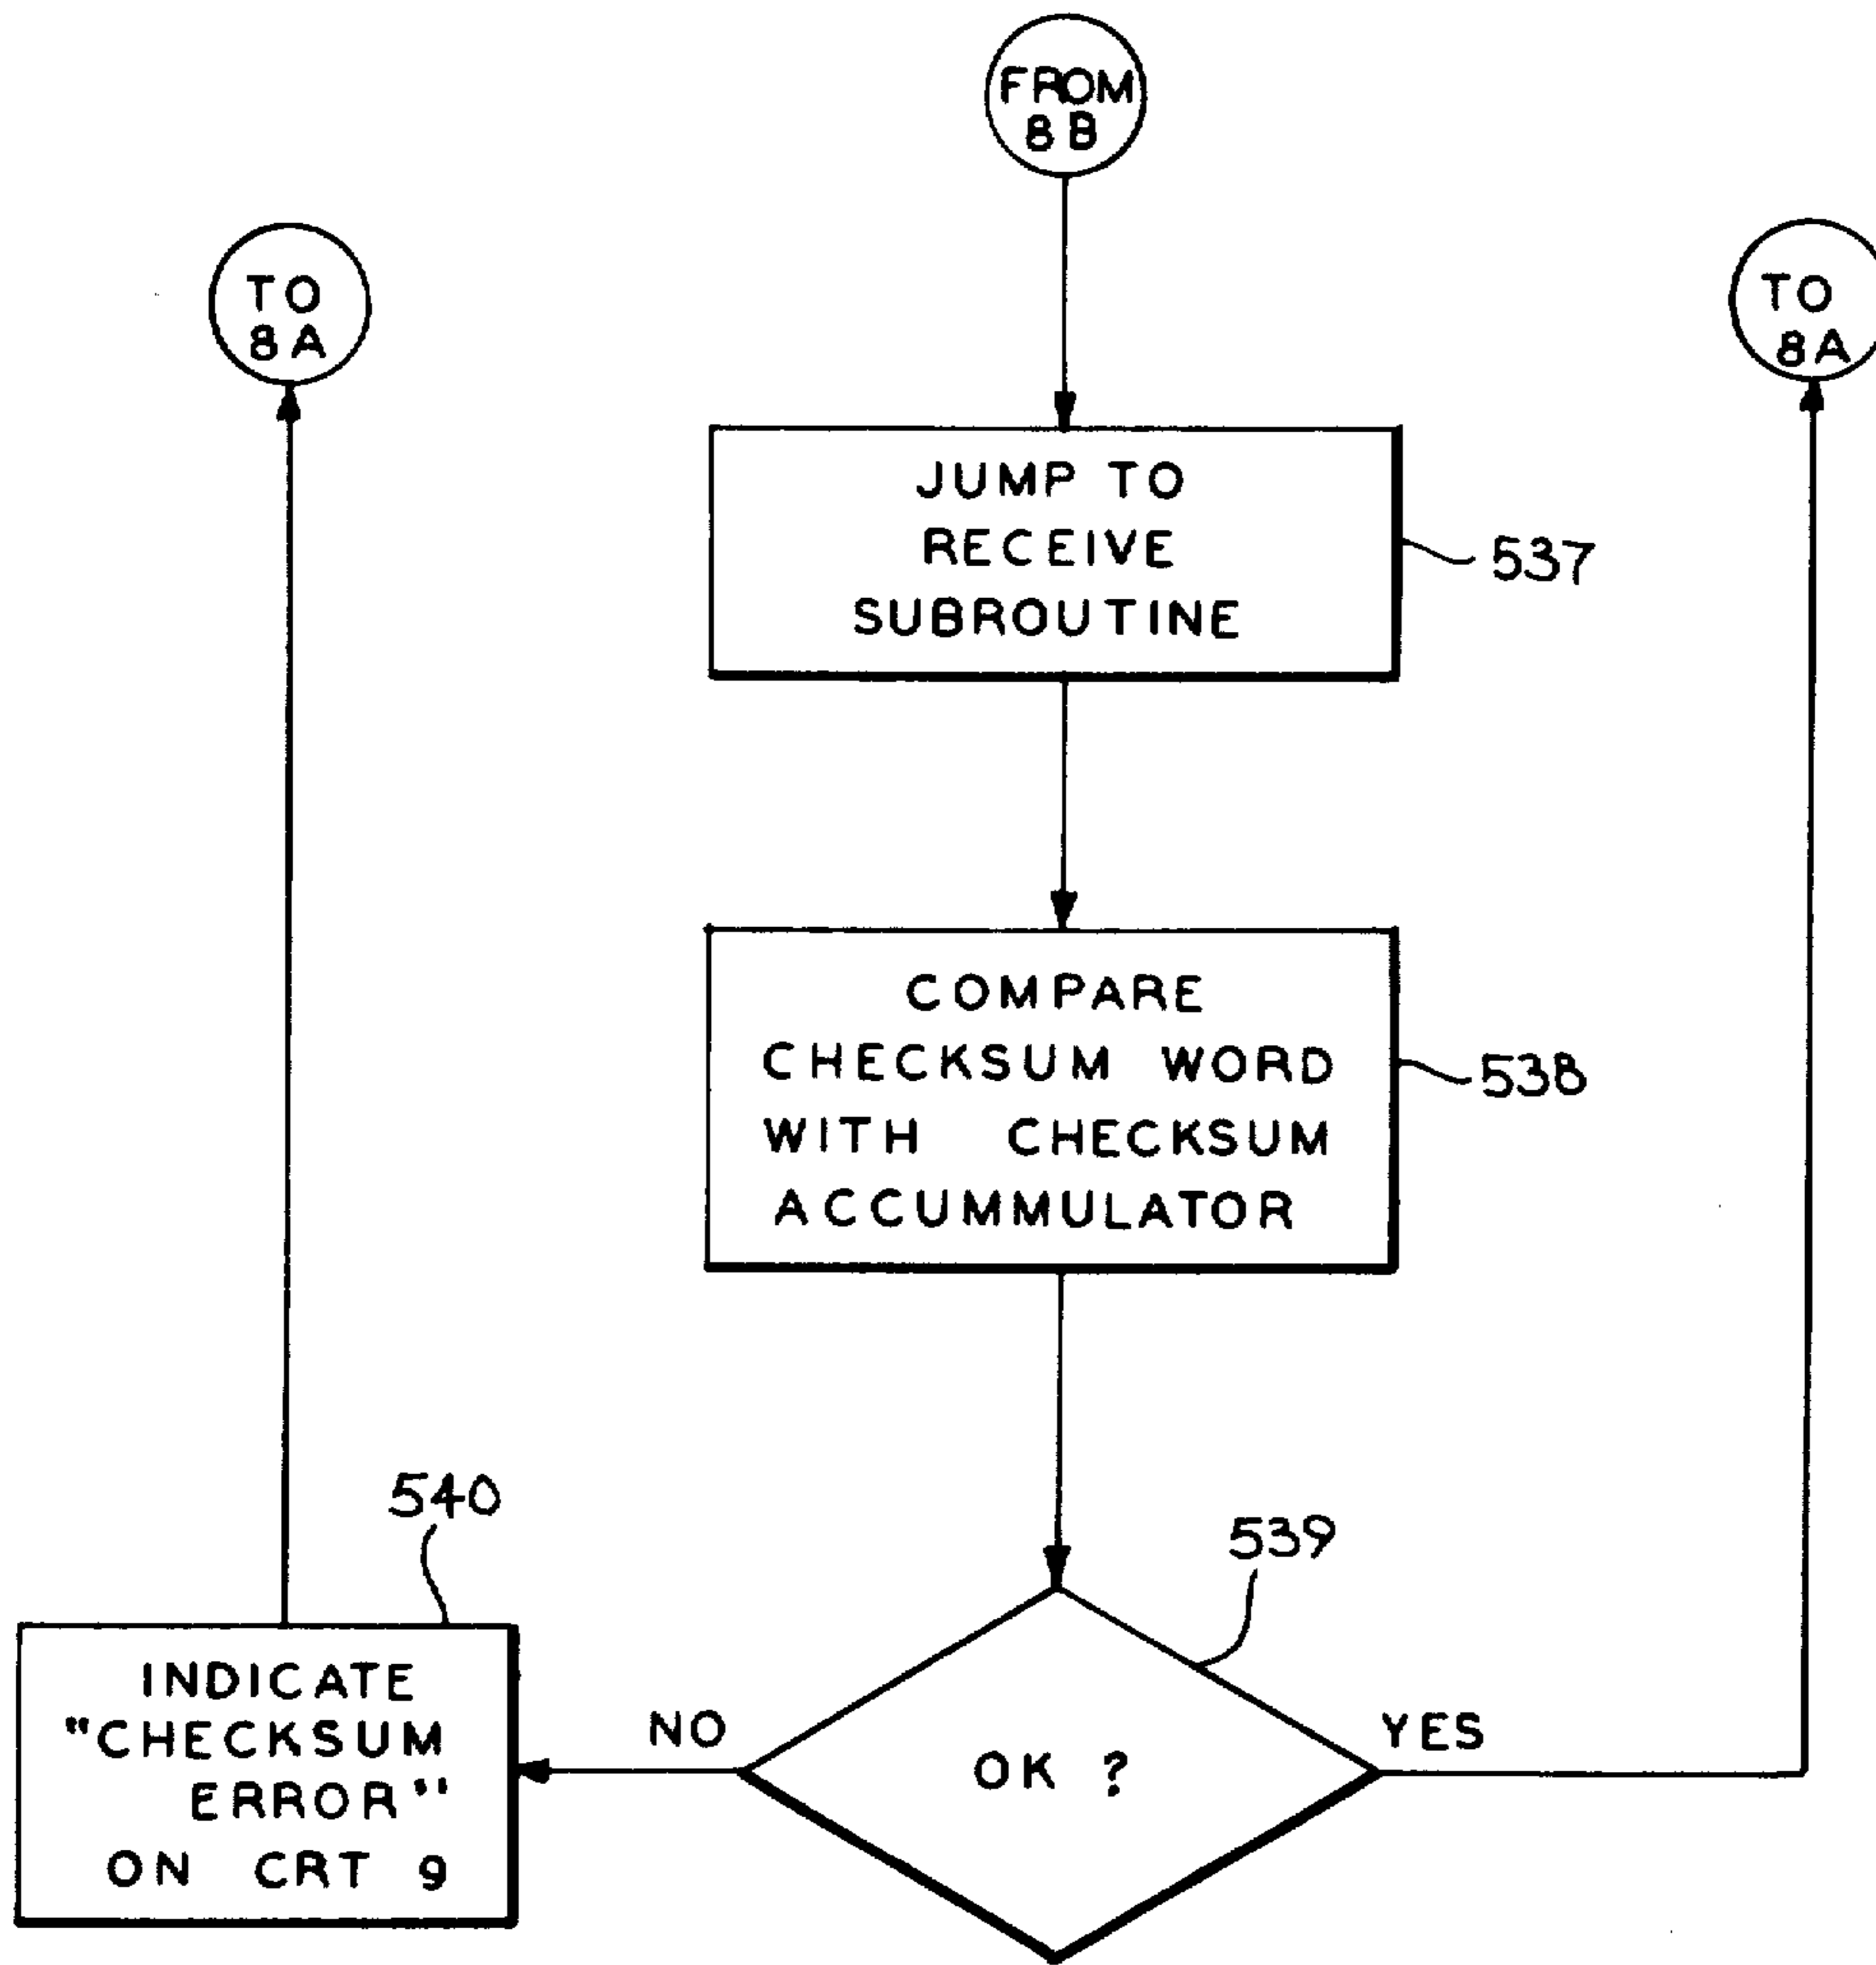 FROM
8B
TO
8A
TO
8A
JUMP TO
RECEIVE
SUBROUTINE
537
COMPARE
CHECKSUM WORD
WITH CHECKSUM
ACCUMMULATOR
538
540
539
INDICATE
"CHECKSUM
ERROR"
ON CRT 9
NO
OK ?
YES